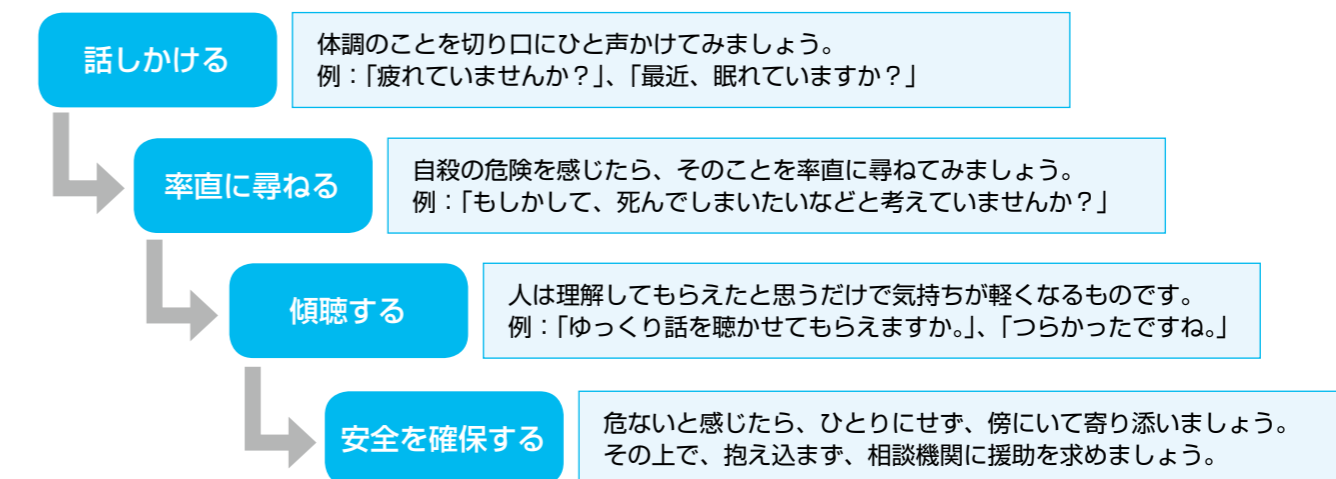 話しかける
体調のことを切り口にひと声かけてみましょう。
例：「疲れていませんか？」、「最近、眠れていますか？」
率直に尋ねる
自殺の危険を感じたら、そのことを率直に尋ねてみましょう。
例：「もしかして、死んでしまいたいなどと考えていませんか？」
傾聴する
人は理解してもらえたと思うだけで気持ちが軽くなるものです。
例：「ゆっくり話を聴かせてもらえますか。」、「つらかったですね。」
安全を確保する
危ないと感じたら、ひとりにせず、傍にいて寄り添いましょう。
その上で、抱え込まず、相談機関に援助を求めましょう。